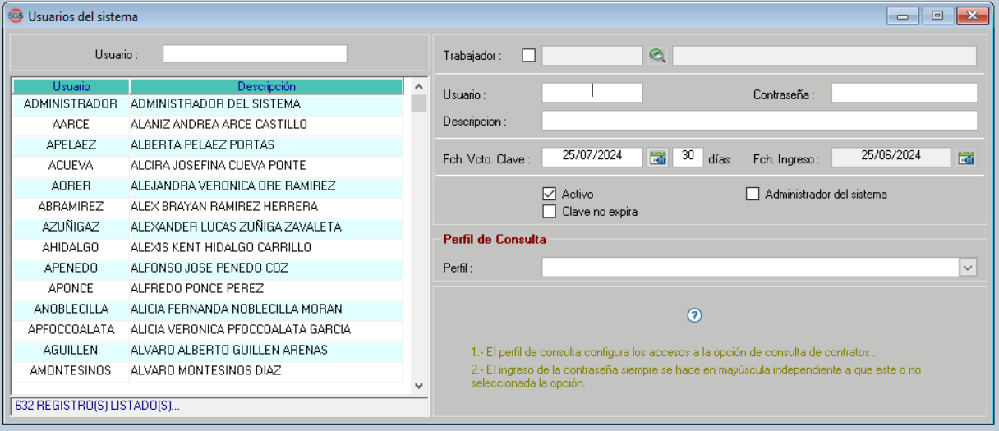 SG5 Usuarios del sistema
Usuario :
Usuario Descripción
ADMINISTRADOR ADMINISTRADOR DEL SISTEMA
AARCE ALANIZ ANDREA ARCE CASTILLO
APELAEZ ALBERTA PELAEZ PORTAS
ACUEVA ALCIRA JOSEFINA CUEVA PONTE
AORER ALEJANDRA VERONICA ORE RAMIREZ
ABRAMIREZ ALEX BRAYAN RAMIREZ HERRERA
AZUÑIGAZ ALEXANDER LUCAS ZUÑIGA ZAVALETA
AHIDALGO ALEXIS KENT HIDALGO CARRILLO
APENEDO ALFONSO JOSE PENEDO COZ
APONCE ALFREDO PONCE PEREZ
ANOBLECILLA ALICIA FERNANDA NOBLECILLA MORAN
APFOCCOALATA ALICIA VERONICA PFOCCOALATA GARCIA
AGUILLEN ALVARO ALBERTO GUILLEN ARENAS
AMONTESINOS ALVARO MONTESINOS DIAZ
632 REGISTRO(S) LISTADO(S)...
Trabajador :
Usuario : Contraseña :
Descripcion :
Fch. Vcto. Clave : 25/07/2024 30 días Fch. Ingreso : 25/06/2024
Activo Administrador del sistema
Clave no expira
Perfil de Consulta
Perfil :
1.- El perfil de consulta configura los accesos a la opción de consulta de contratos .
2.- El ingreso de la contraseña siempre se hace en mayúscula independiente a que este o no
seleccionada la opción.